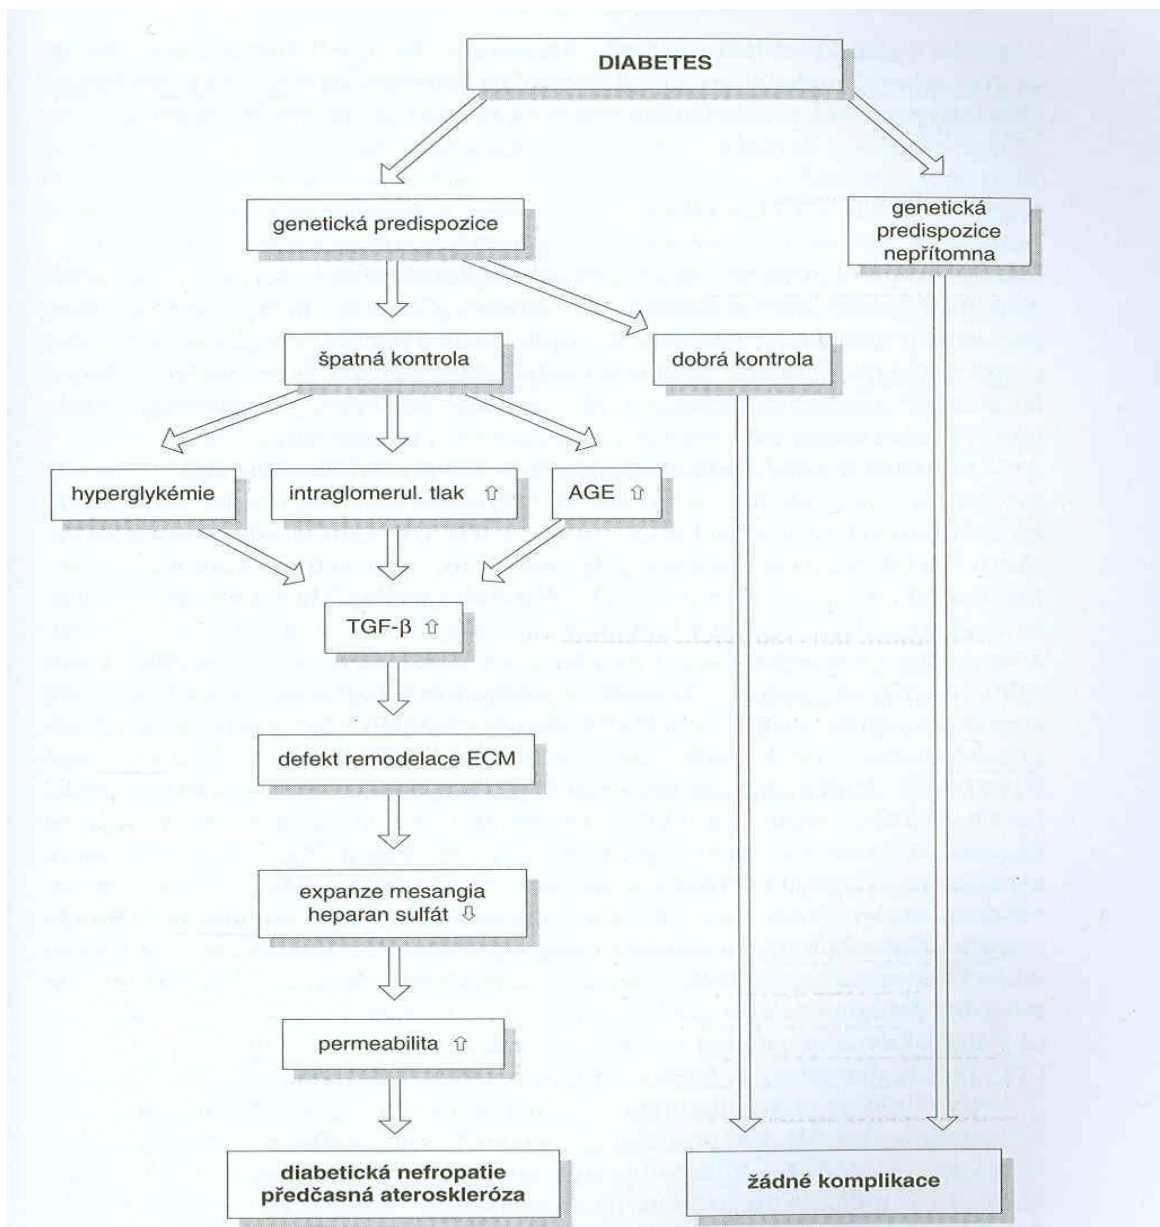 DIABETES
genetická predispozice
genetická
predispozice
nepřítomna
špatná kontrola
dobrá kontrola
hyperglykémie
intraglomerul. tlak ⇧
AGE ⇧
TGF-β ⇧
defekt remodelace ECM
expanze mesangia
heparan sulfát ⇩
permeabilita ⇧
diabetická nefropatie
předčasná ateroskleróza
žádné komplikace